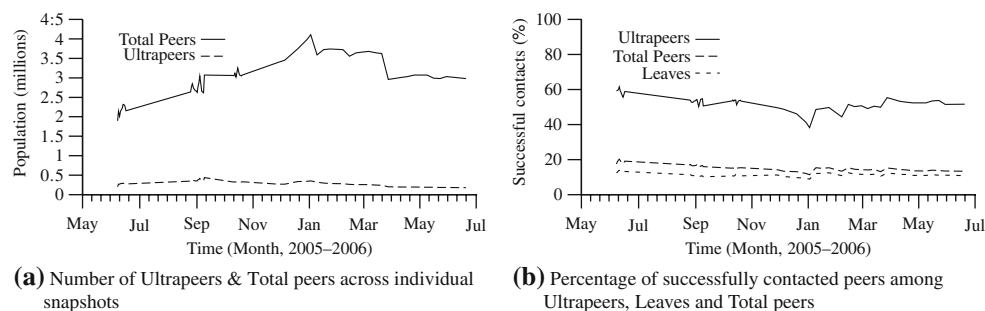 4:5
4
3.5
3
2.5
2
1.5
1
0.5
0
Population (millions)
Total Peers
Ultrapeers
May Jul Sep Nov Jan Mar May Jul
Time (Month, 2005–2006)
(a) Number of Ultrapeers & Total peers across individual
snapshots
100
80
60
40
20
0
Successful contacts (%)
Ultrapeers
Total Peers
Leaves
May Jul Sep Nov Jan Mar May Jul
Time (Month, 2005–2006)
(b) Percentage of successfully contacted peers among
Ultrapeers, Leaves and Total peers